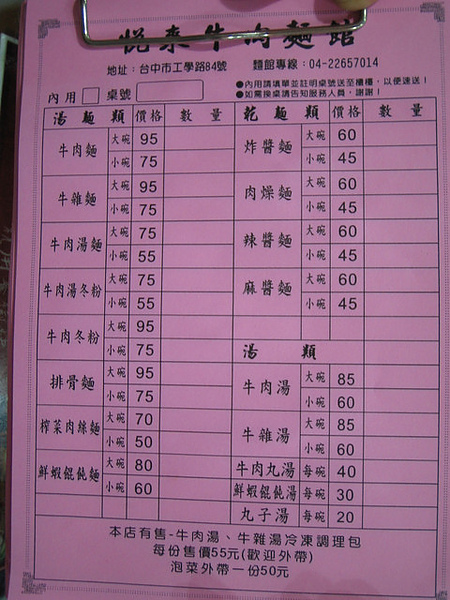 悅來牛肉麵館
地址：台中市工學路84號 麵館專線：04-22657014
內用 桌號
●內用請填單並註明桌號送至櫃檯，以便速送！
●如需換桌請告知服務人員，謝謝！
湯麵類 價格 數量
牛肉麵 大碗 95
小碗 75
牛雜麵 大碗 95
小碗 75
牛肉湯麵 大碗 75
小碗 55
牛肉湯冬粉 大碗 75
小碗 55
牛肉冬粉 大碗 95
小碗 75
排骨麵 大碗 95
小碗 75
榨菜肉絲麵 大碗 70
小碗 50
鮮蝦餛飩麵 大碗 80
小碗 60
乾麵類 價格 數量
炸醬麵 大碗 60
小碗 45
肉燥麵 大碗 60
小碗 45
辣醬麵 大碗 60
小碗 45
麻醬麵 大碗 60
小碗 45
湯類
牛肉湯 大碗 85
小碗 60
牛雜湯 大碗 85
小碗 60
牛肉丸湯 每碗 40
鮮蝦餛飩湯 每碗 30
丸子湯 每碗 20
本店有售-牛肉湯、牛雜湯冷凍調理包
每份售價55元(歡迎外帶)
泡菜外帶一份50元